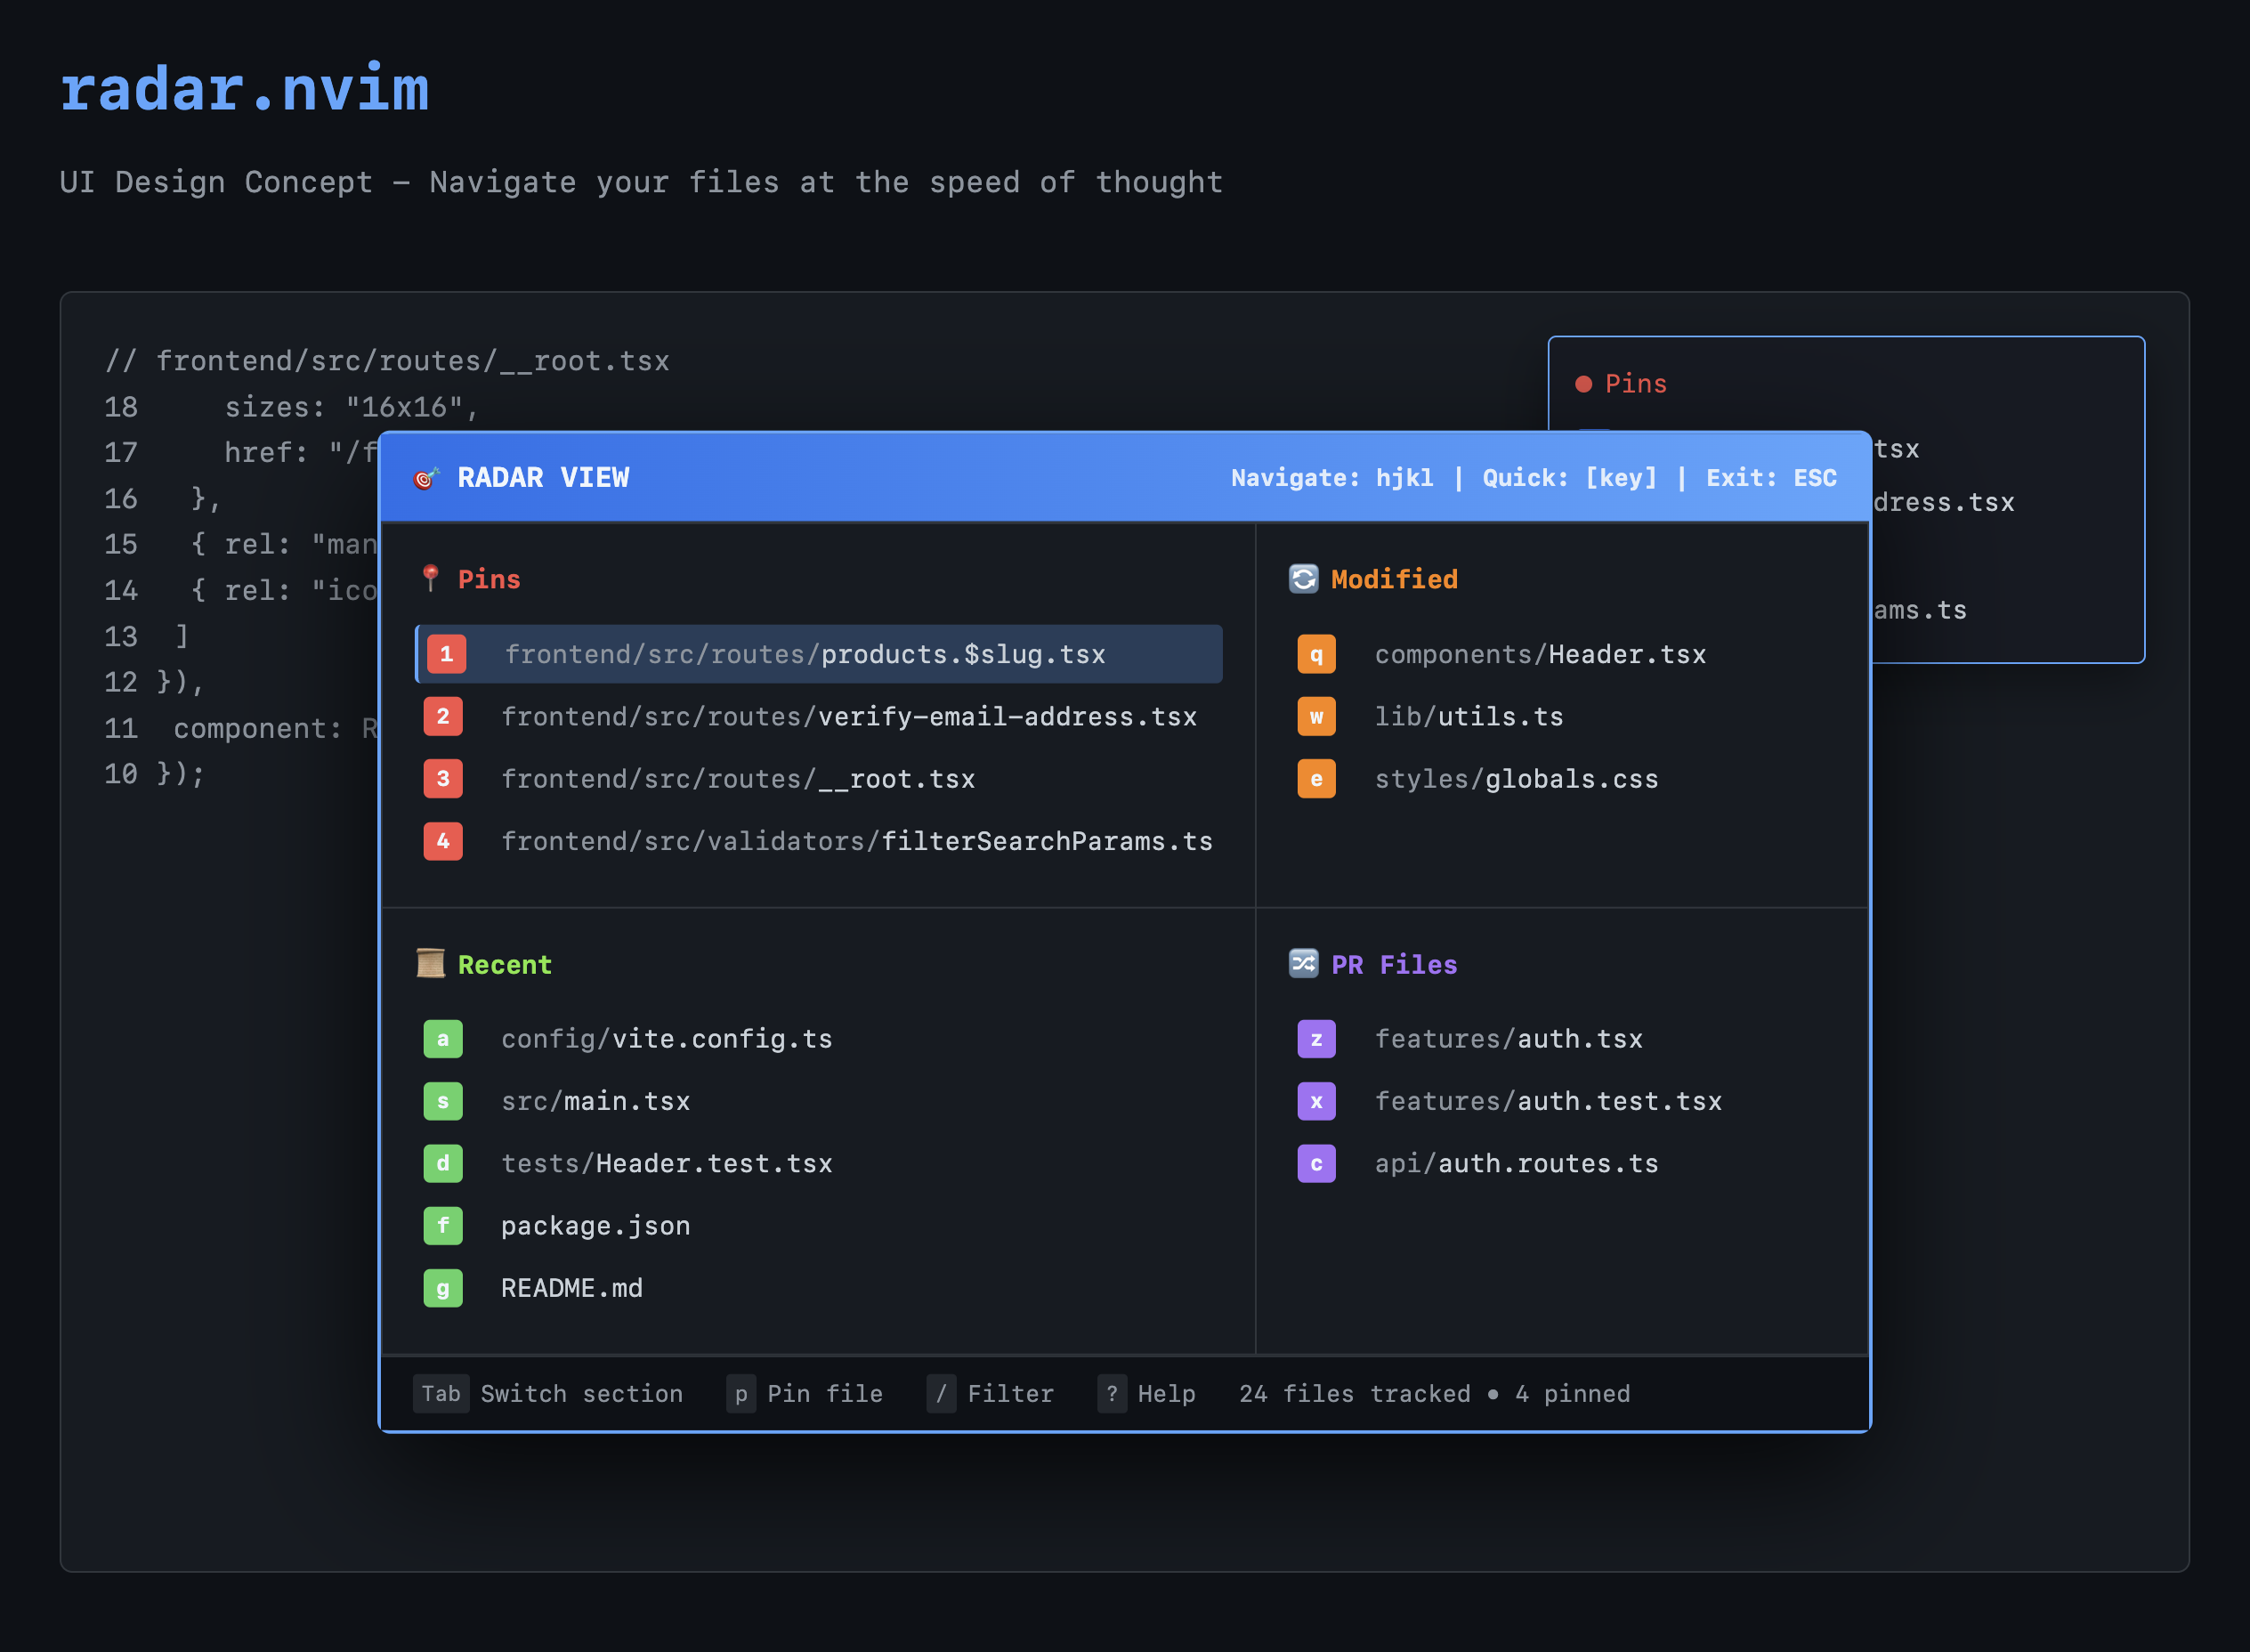 radar.nvim
UI Design Concept — Navigate your files at the speed of thought
// frontend/src/routes/__root.tsx
18 sizes: "16x16",
17 href: "/f
16 },
15 { rel: "man
14 { rel: "ico
13 ]
12 }),
11 component: R
10 });
Pins
tsx
dress.tsx
ams.ts
RADAR VIEW
Navigate: hjkl | Quick: [key] | Exit: ESC
Pins
1 frontend/src/routes/products.$slug.tsx
2 frontend/src/routes/verify-email-address.tsx
3 frontend/src/routes/__root.tsx
4 frontend/src/validators/filterSearchParams.ts
Modified
q components/Header.tsx
w lib/utils.ts
e styles/globals.css
Recent
a config/vite.config.ts
s src/main.tsx
d tests/Header.test.tsx
f package.json
g README.md
PR Files
z features/auth.tsx
x features/auth.test.tsx
c api/auth.routes.ts
Tab Switch section p Pin file / Filter ? Help 24 files tracked • 4 pinned